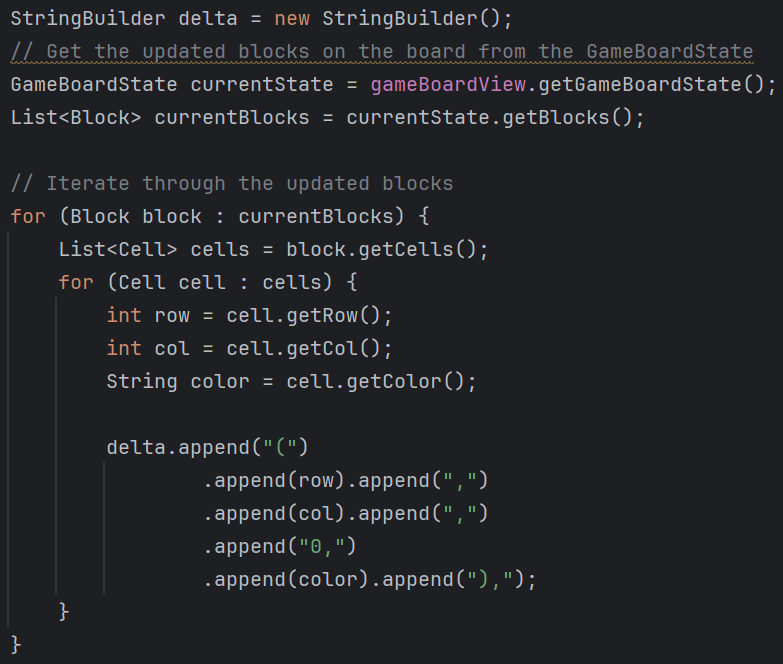 StringBuilder delta = new StringBuilder();
// Get the updated blocks on the board from the GameBoardState
GameBoardState currentState = gameBoardView.getGameBoardState();
List<Block> currentBlocks = currentState.getBlocks();

// Iterate through the updated blocks
for (Block block : currentBlocks) {
    List<Cell> cells = block.getCells();
    for (Cell cell : cells) {
        int row = cell.getRow();
        int col = cell.getCol();
        String color = cell.getColor();

        delta.append("(")
                .append(row).append(",")
                .append(col).append(",")
                .append("0,")
                .append(color).append("),");
    }
}